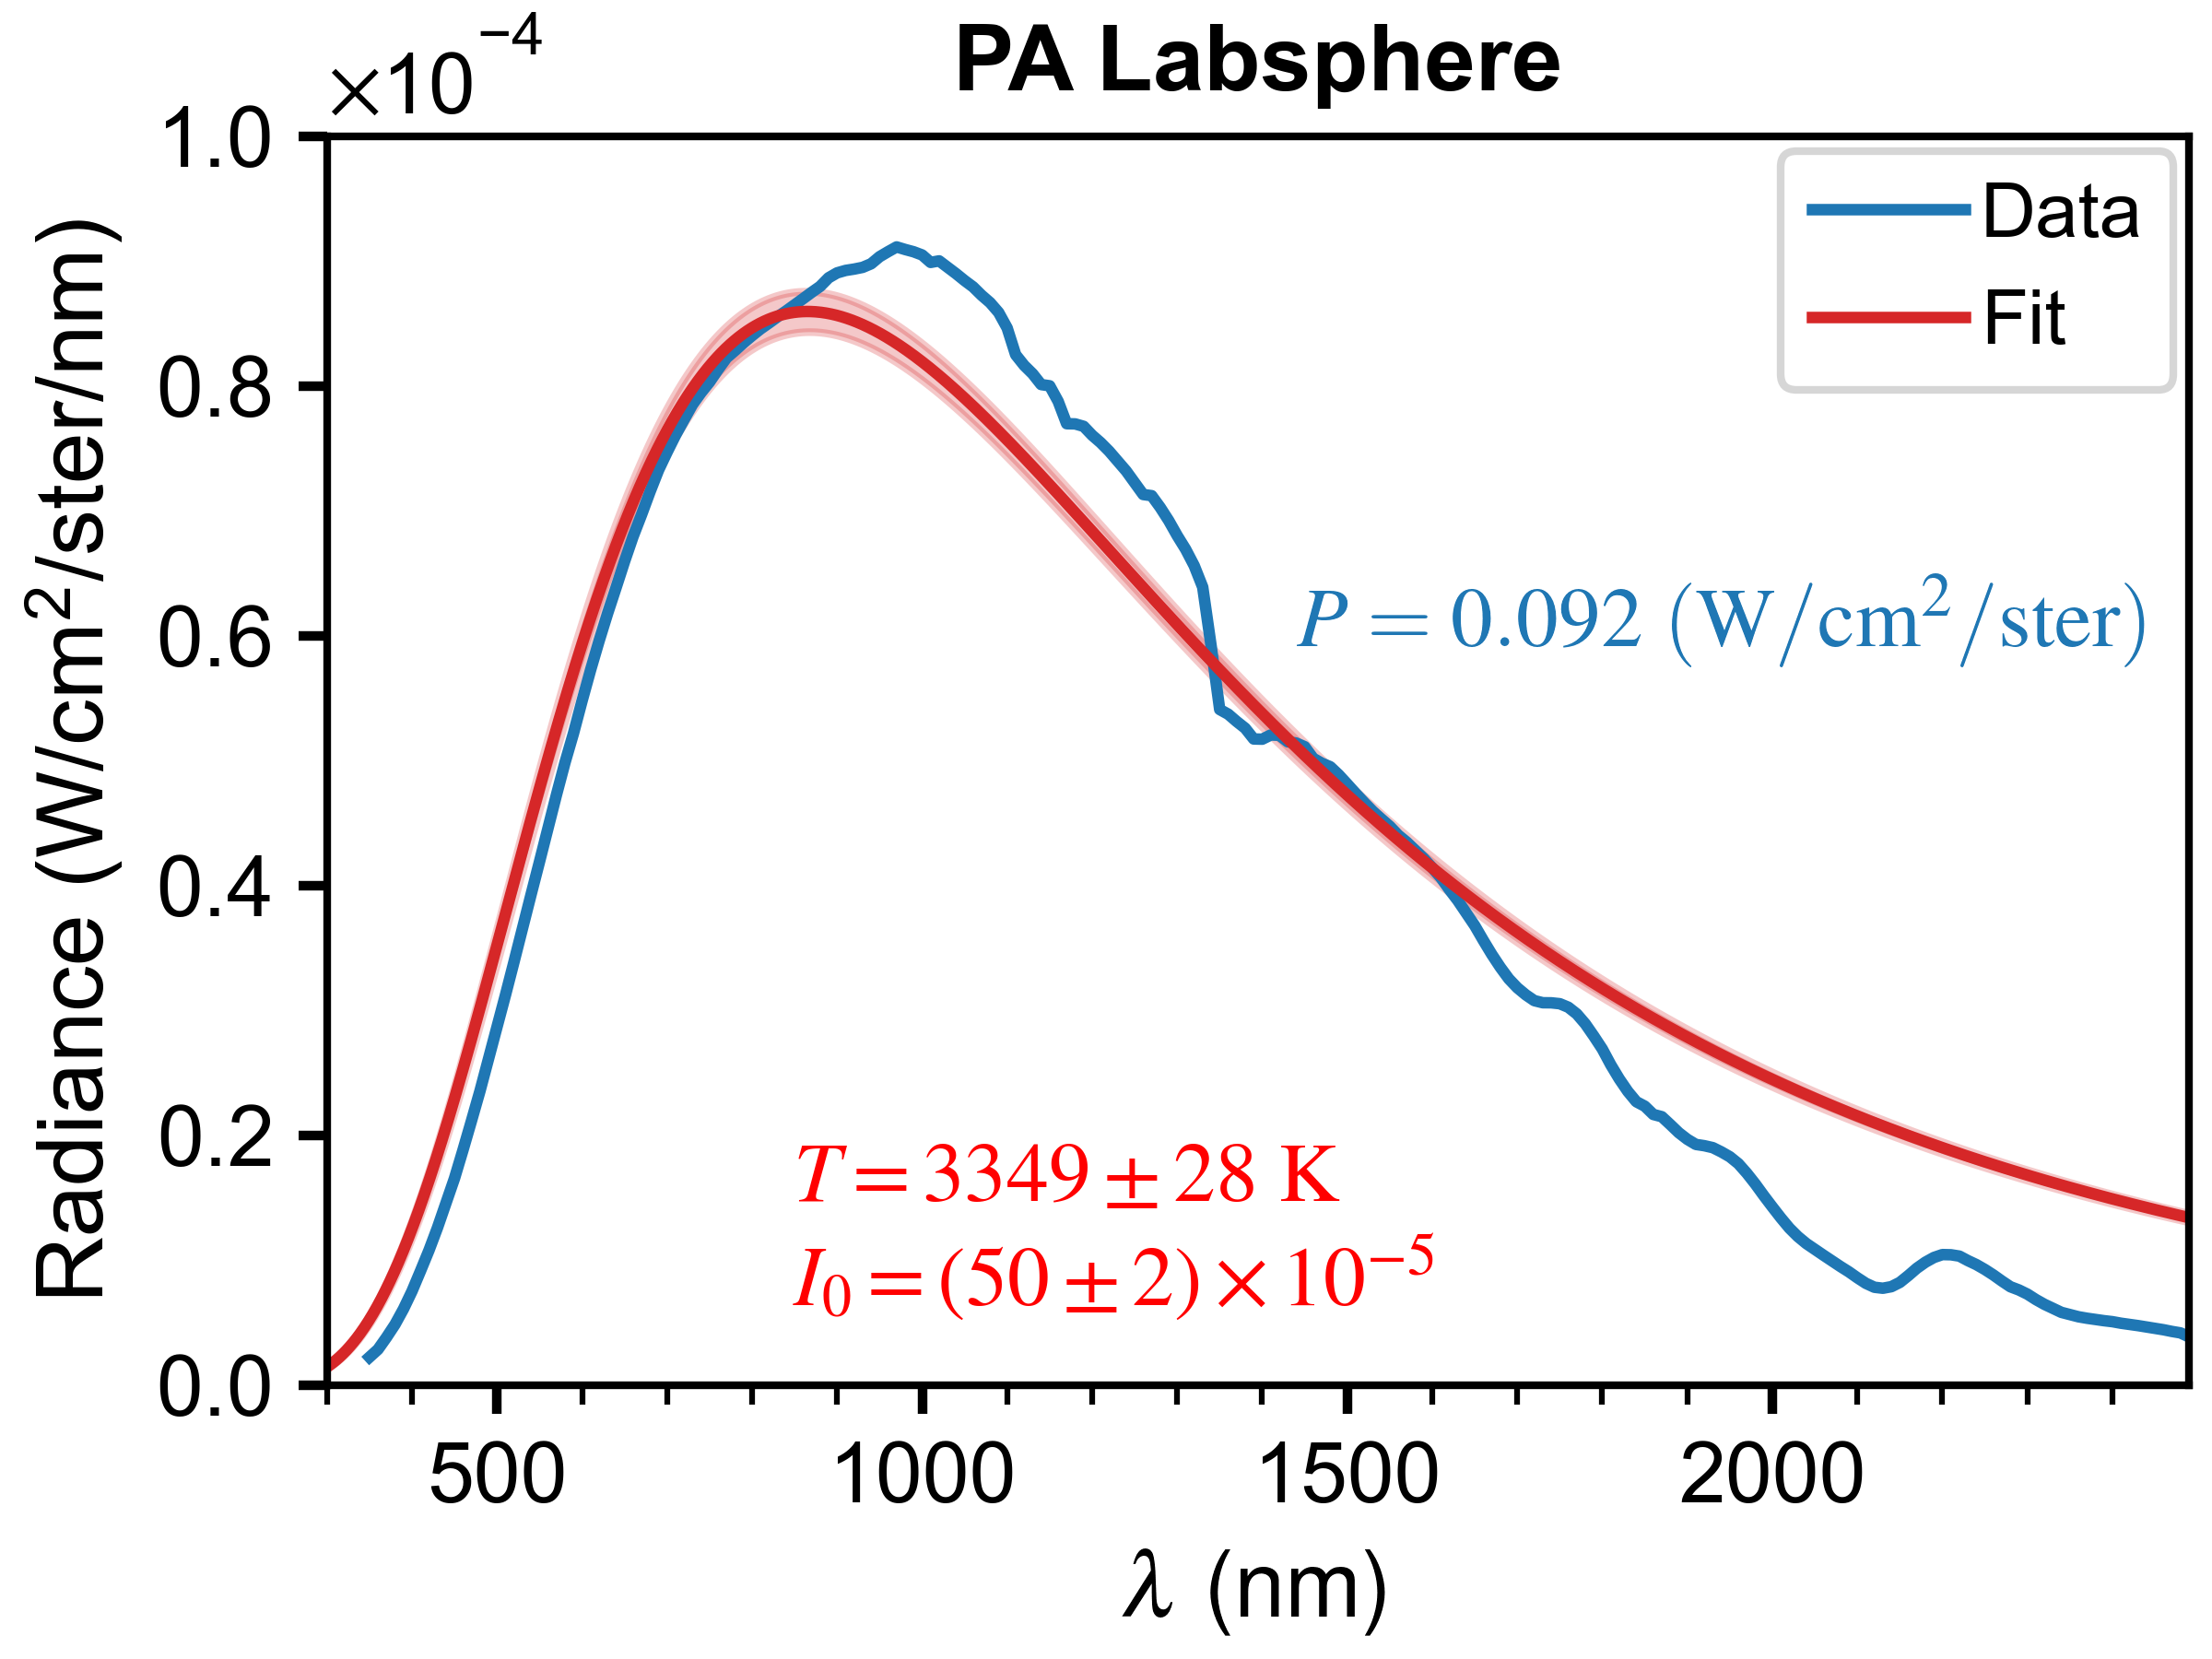 PA Labsphere
×10⁻⁴
Radiance (W/cm²/ster/nm)
1.0
0.8
0.6
0.4
0.2
0.0
Data
Fit
P = 0.092 (W/cm²/ster)
T = 3349 ± 28 K
I₀ = (50 ± 2) × 10⁻⁵
500 1000 1500 2000
λ (nm)